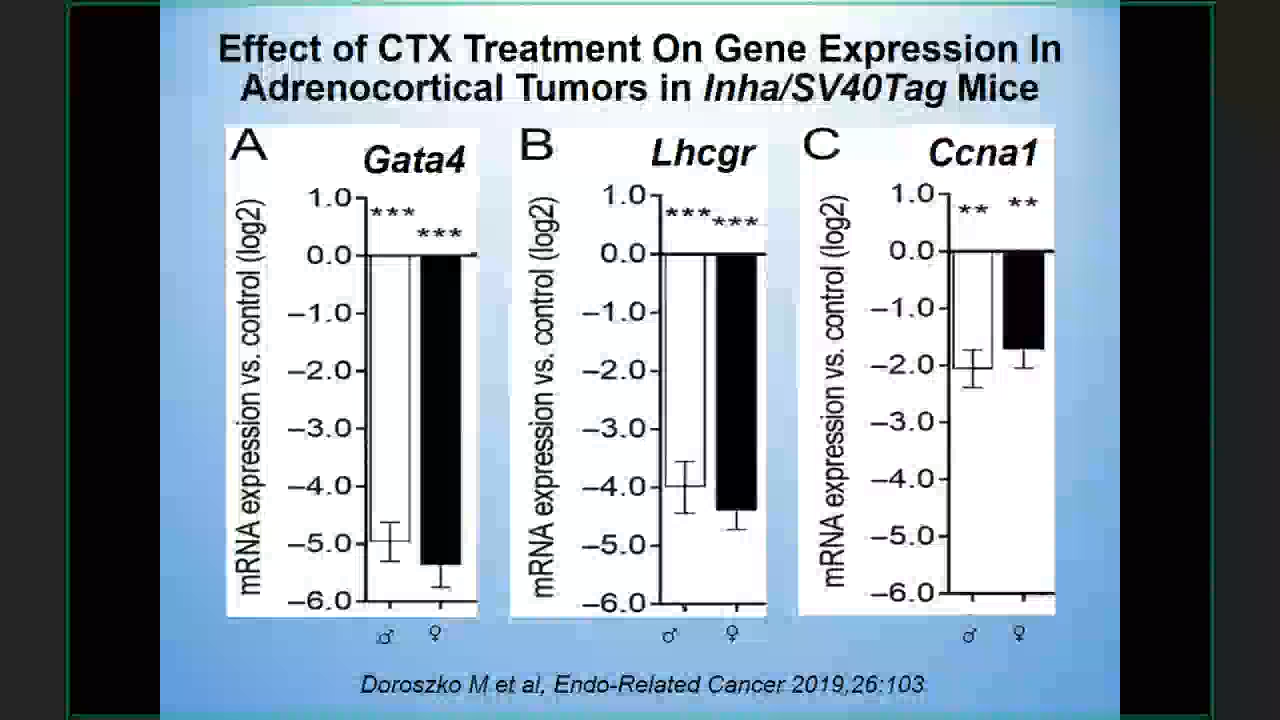 Effect of CTX Treatment On Gene Expression In
Adrenocortical Tumors in Inha/SV40Tag Mice
A
Gata4
mRNA expression vs. control (log2)
1.0
0.0
–1.0
–2.0
–3.0
–4.0
–5.0
–6.0
***
***
♂ ♀
B
Lhcgr
mRNA expression vs. control (log2)
1.0
0.0
–1.0
–2.0
–3.0
–4.0
–5.0
–6.0
***
***
♂ ♀
C
Ccna1
mRNA expression vs. control (log2)
1.0
0.0
–1.0
–2.0
–3.0
–4.0
–5.0
–6.0
**
**
♂ ♀
Doroszko M et al, Endo-Related Cancer 2019,26:103